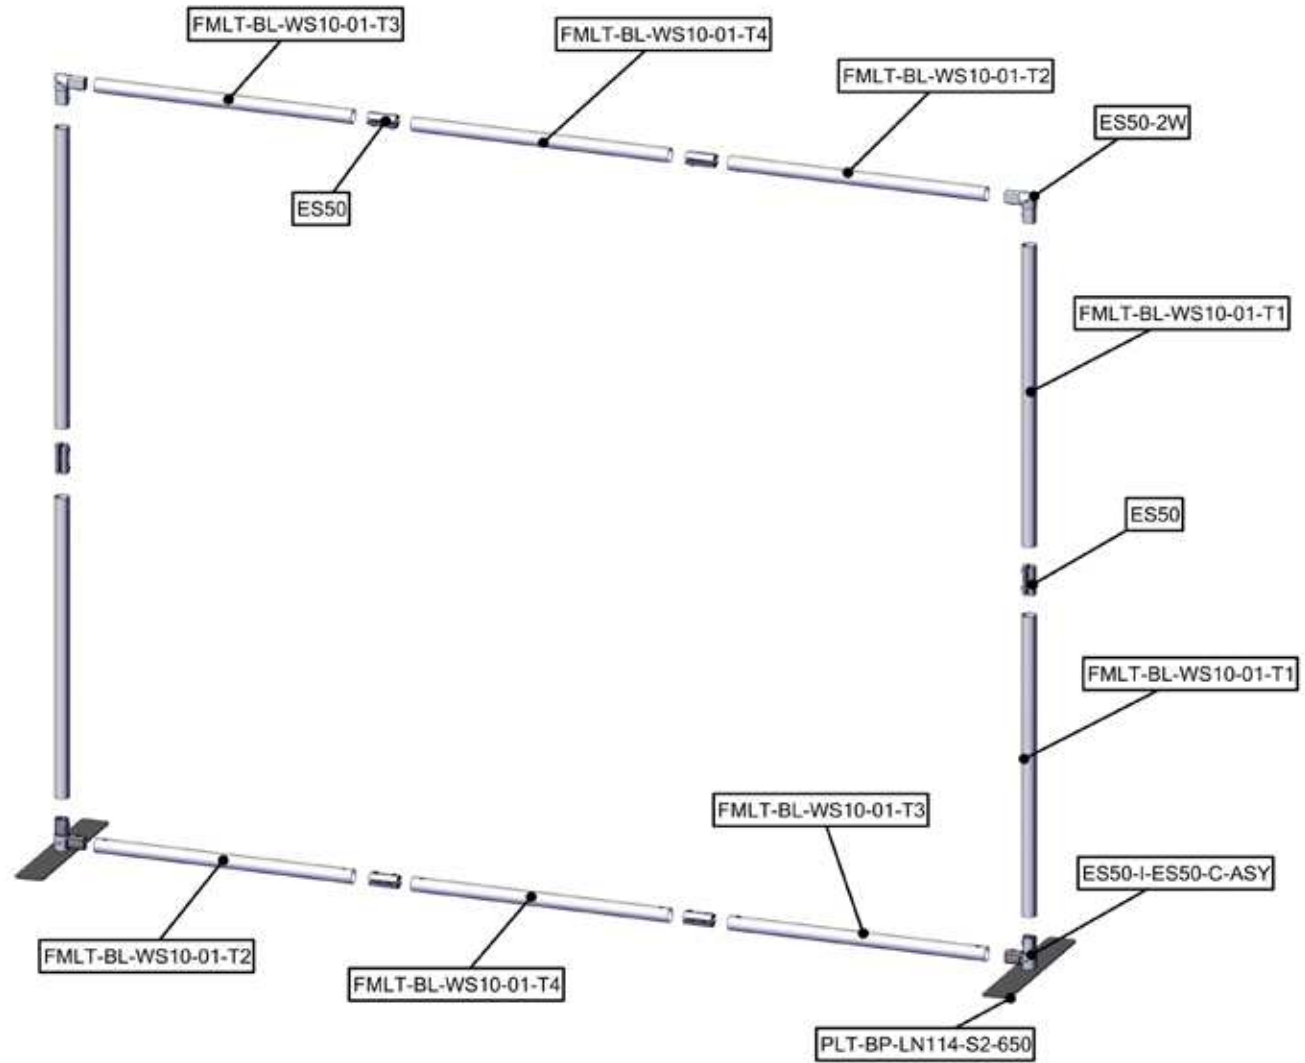 FMLT-BL-WS10-01-T3
FMLT-BL-WS10-01-T4
FMLT-BL-WS10-01-T2
ES50-2W
ES50
FMLT-BL-WS10-01-T1
ES50
FMLT-BL-WS10-01-T1
FMLT-BL-WS10-01-T3
ES50-I-ES50-C-ASY
FMLT-BL-WS10-01-T2
FMLT-BL-WS10-01-T4
PLT-BP-LN114-S2-650